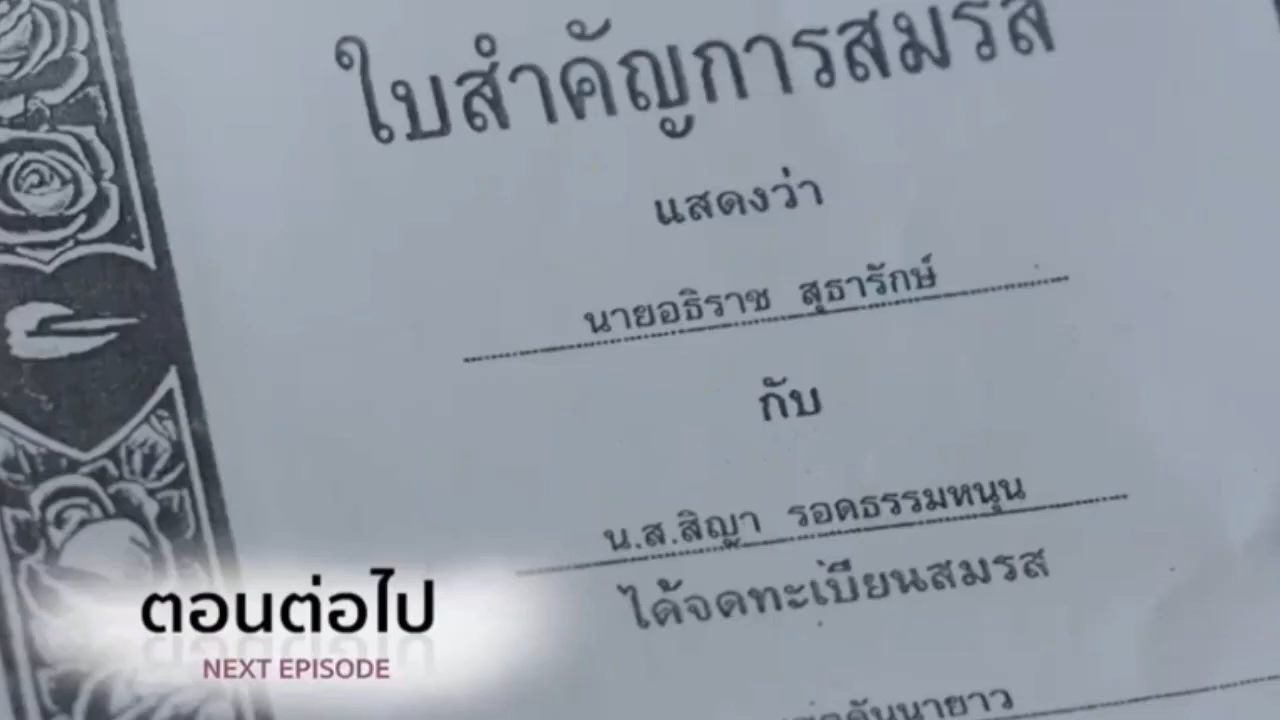 ใบสำคัญการสมรส
แสดงว่า
นายอธิราช สุธารักษ์
กับ
น.ส.สิญา รอดธรรมหนุน
ได้จดทะเบียนสมรส
ตอนต่อไป
NEXT EPISODE